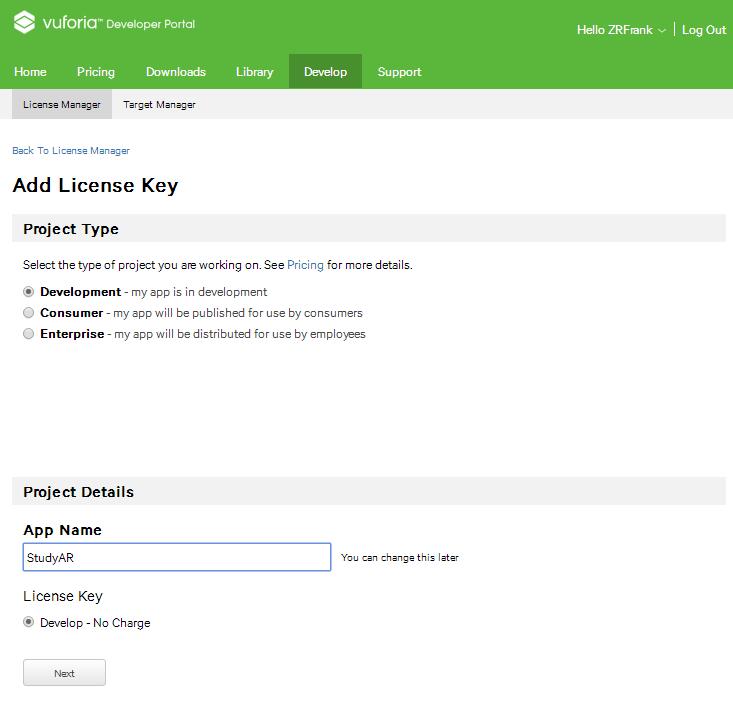 vuforia™ Developer Portal
Hello ZRFrank | Log Out
Home Pricing Downloads Library Develop Support
License Manager Target Manager
Back To License Manager
Add License Key
Project Type
Select the type of project you are working on. See Pricing for more details.
Development - my app is in development
Consumer - my app will be published for use by consumers
Enterprise - my app will be distributed for use by employees
Project Details
App Name
StudyAR You can change this later
License Key
Develop - No Charge
Next